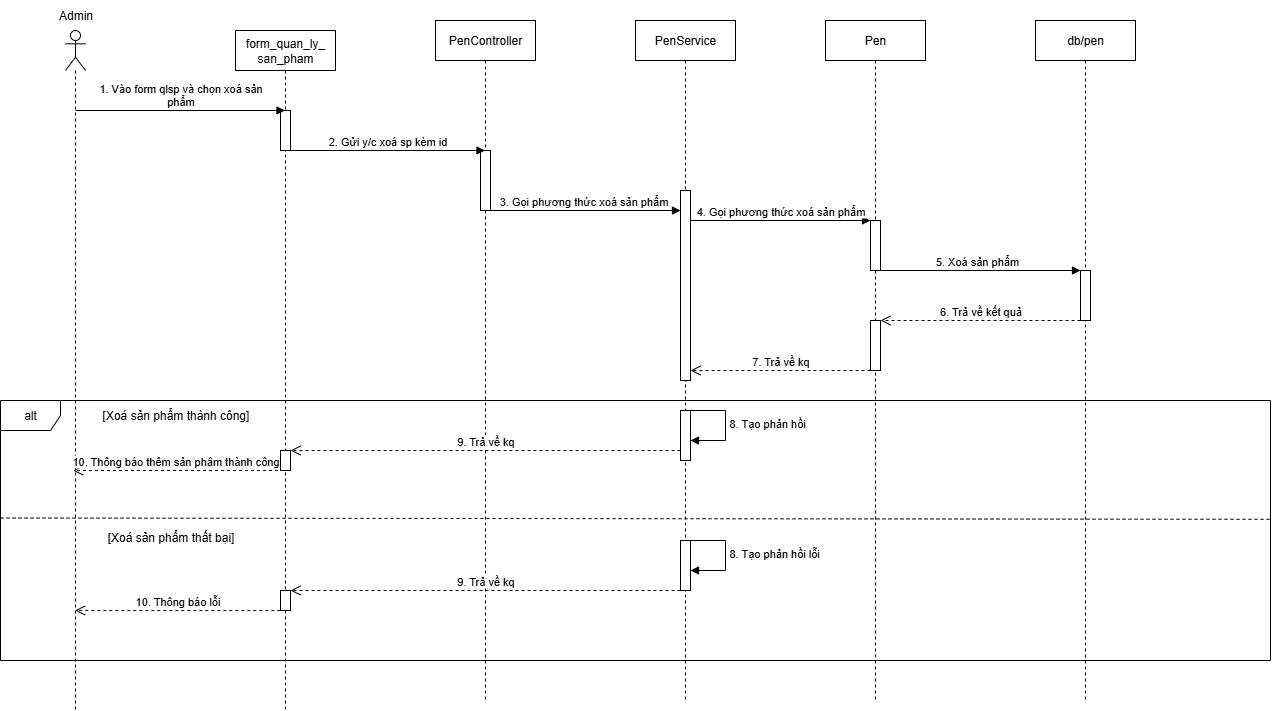 Admin
form_quan_ly_
san_pham
PenController
PenService
Pen
db/pen
1. Vào form qlsp và chọn xoá sản
phẩm
2. Gửi y/c xoá sp kèm id
3. Gọi phương thức xoá sản phẩm
4. Gọi phương thức xoá sản phẩm
5. Xoá sản phẩm
6. Trả về kết quả
7. Trả về kq
alt
[Xoá sản phẩm thành công]
8. Tạo phản hồi
9. Trả về kq
10. Thông báo thêm sản phâm thành công
[Xoá sản phẩm thất bại]
8. Tạo phản hồi lỗi
9. Trả về kq
10. Thông báo lỗi